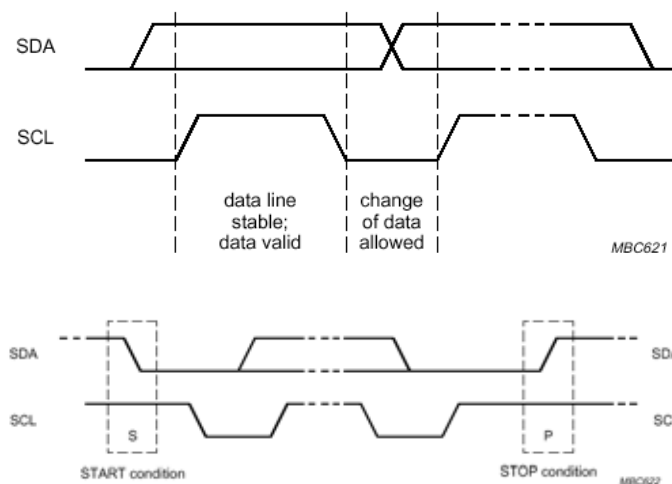 SDA
SCL
data line
stable;
data valid
change
of data
allowed
MBC621
SDA
SDA
SCL
SCL
S
P
START condition
STOP condition
MBC622